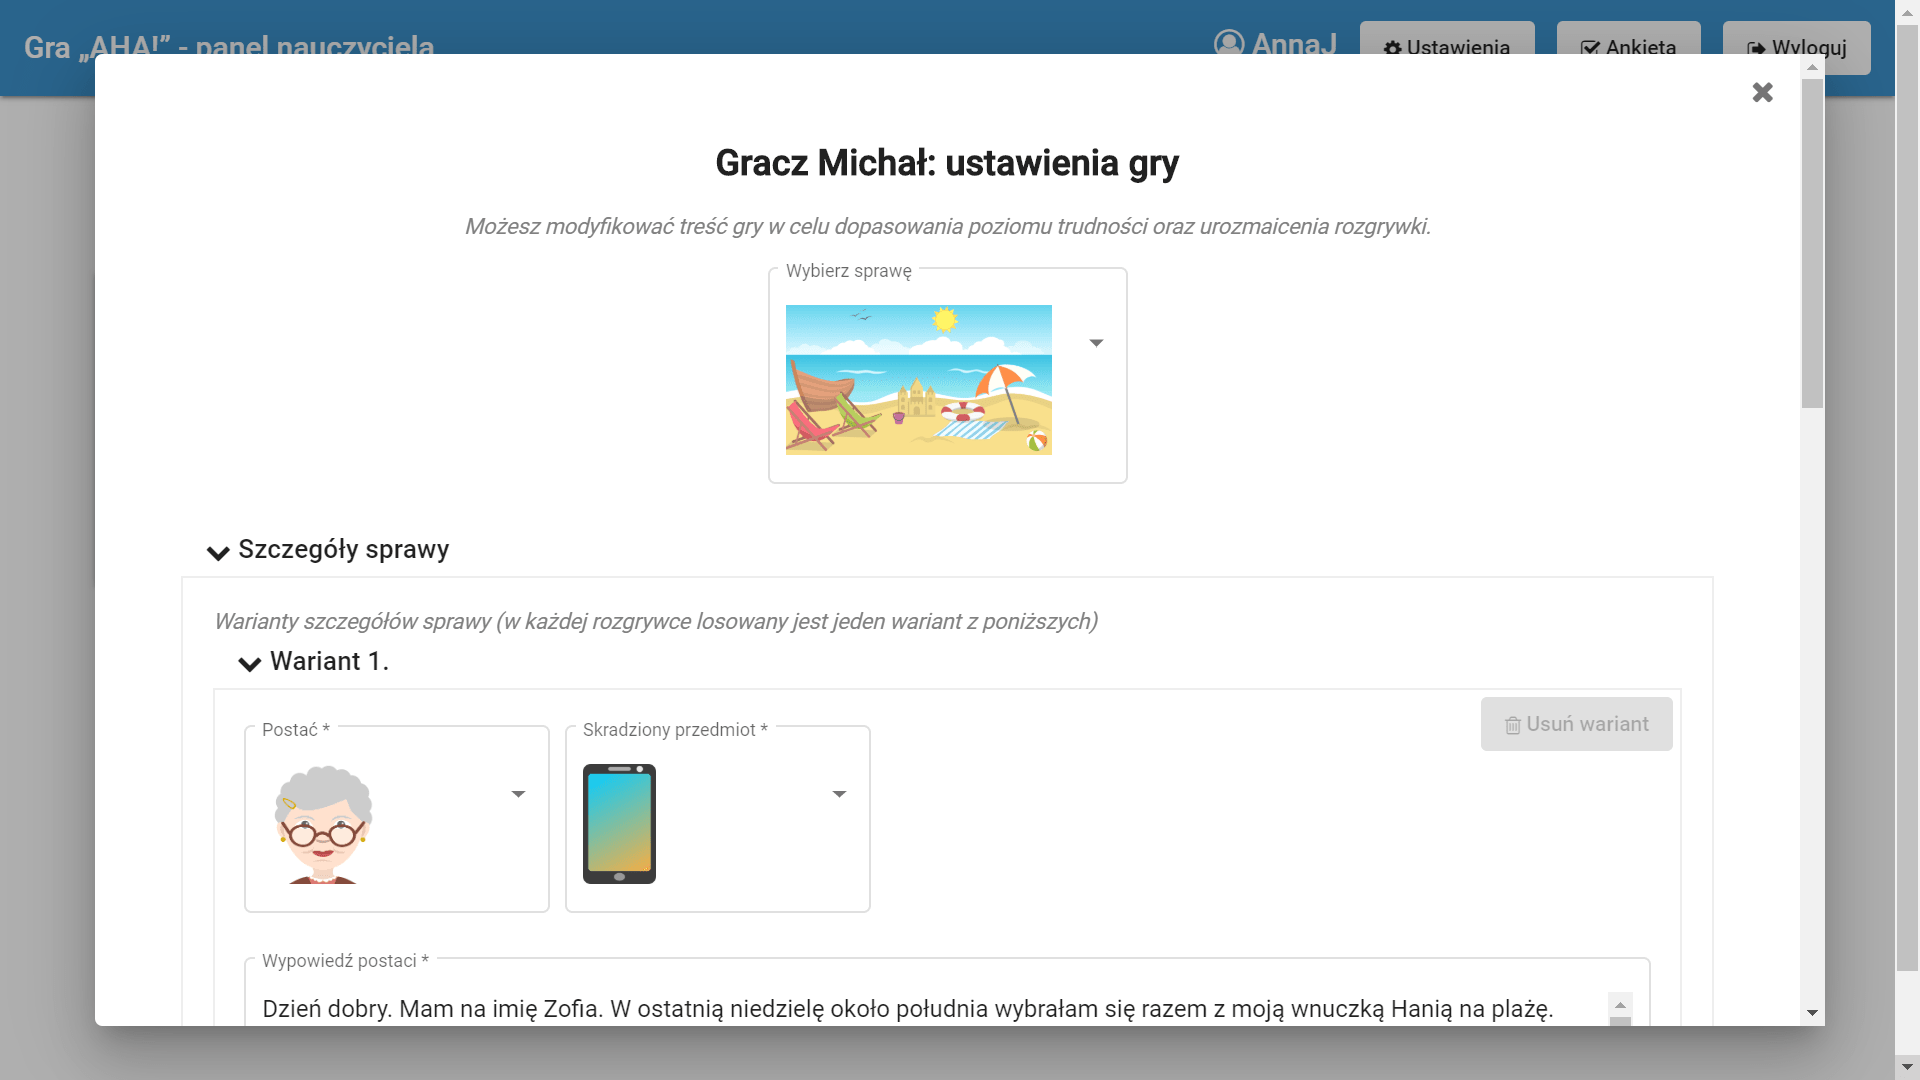 Gra „AHA!” - panel nauczyciela
AnnaJ
Ustawienia
Ankieta
Wyloguj
Gracz Michał: ustawienia gry
Możesz modyfikować treść gry w celu dopasowania poziomu trudności oraz urozmaicenia rozgrywki.
Wybierz sprawę
Szczegóły sprawy
Warianty szczegółów sprawy (w każdej rozgrywce losowany jest jeden wariant z poniższych)
Wariant 1.
Usuń wariant
Postać *
Skradziony przedmiot *
Wypowiedź postaci *
Dzień dobry. Mam na imię Zofia. W ostatnią niedzielę około południa wybrałam się razem z moją wnuczką Hanią na plażę.